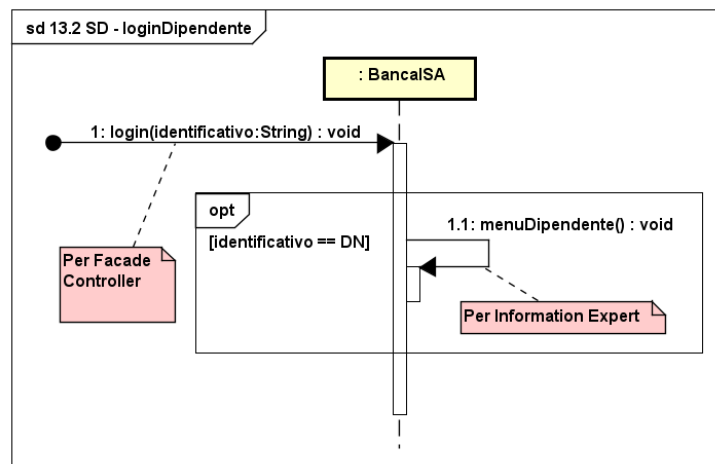 sd 13.2 SD - loginDipendente
: BancaISA
1: login(identificativo:String) : void
opt
[identificativo == DN]
1.1: menuDipendente() : void
Per Facade
Controller
Per Information Expert